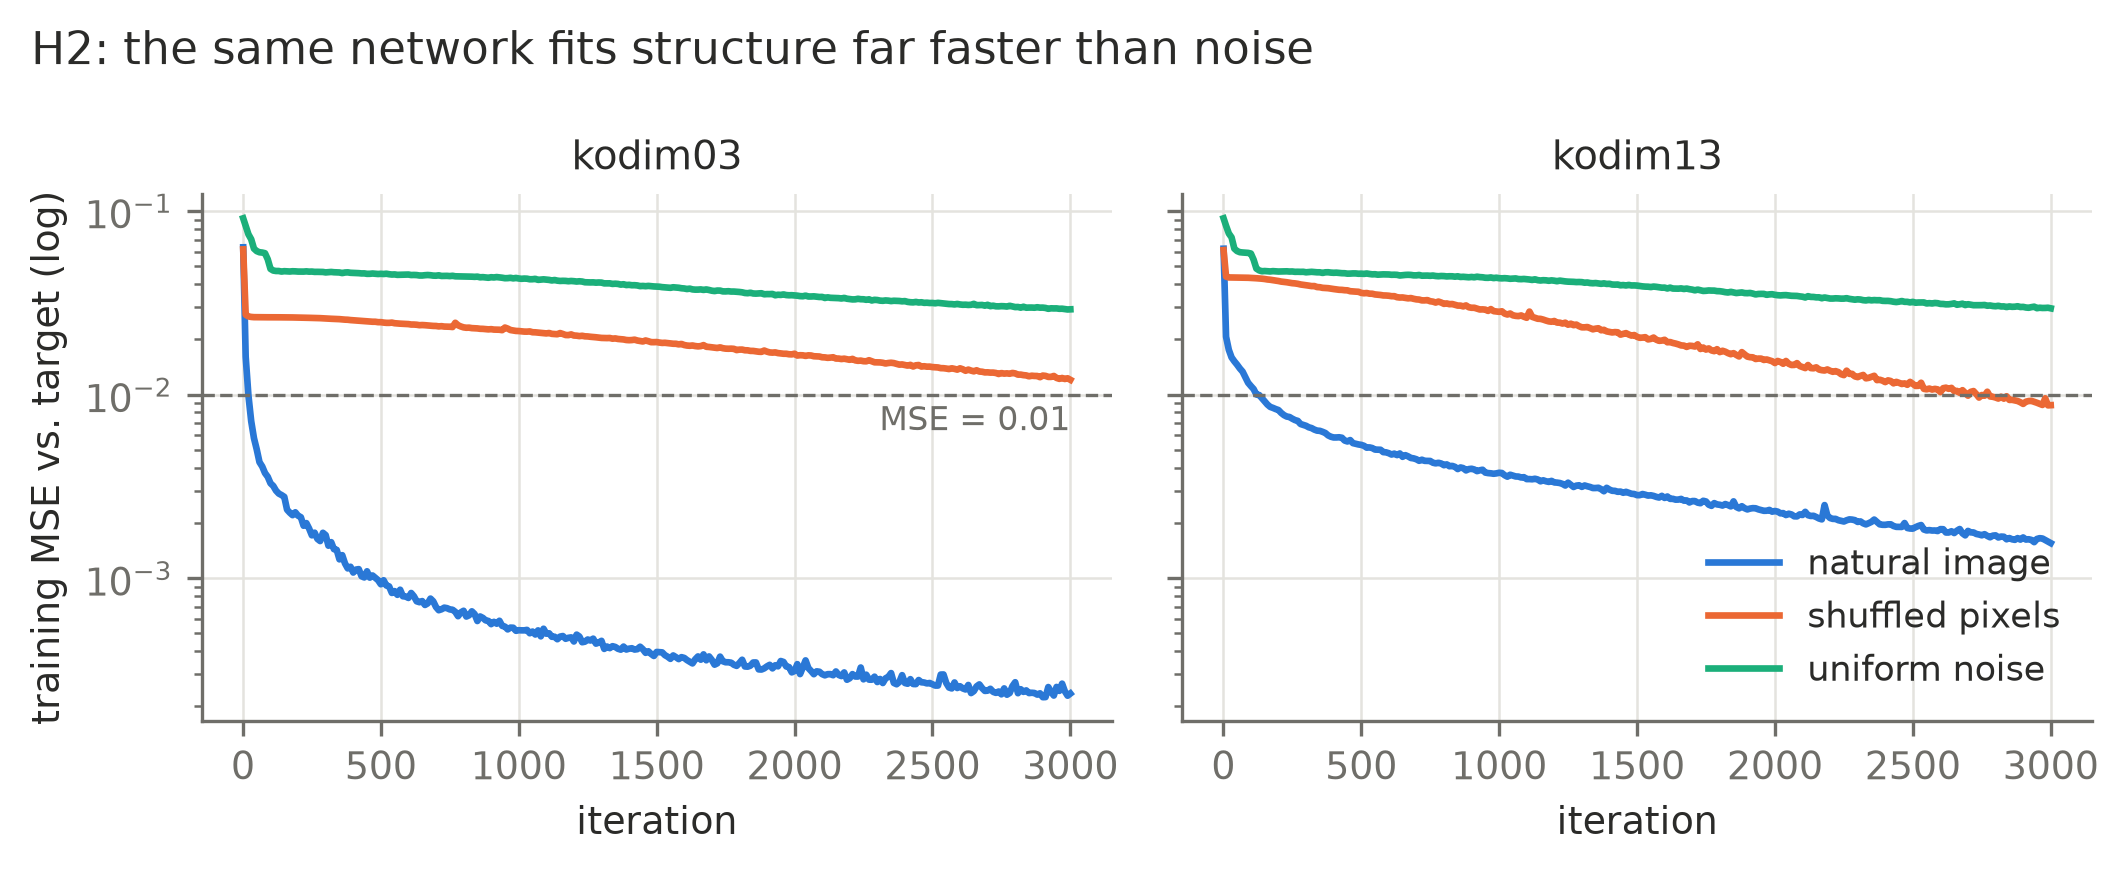 H2: the same network fits structure far faster than noise
kodim03
kodim13
training MSE vs. target (log)
10⁻¹
10⁻²
10⁻³
MSE = 0.01
natural image
shuffled pixels
uniform noise
0 500 1000 1500 2000 2500 3000
0 500 1000 1500 2000 2500 3000
iteration
iteration